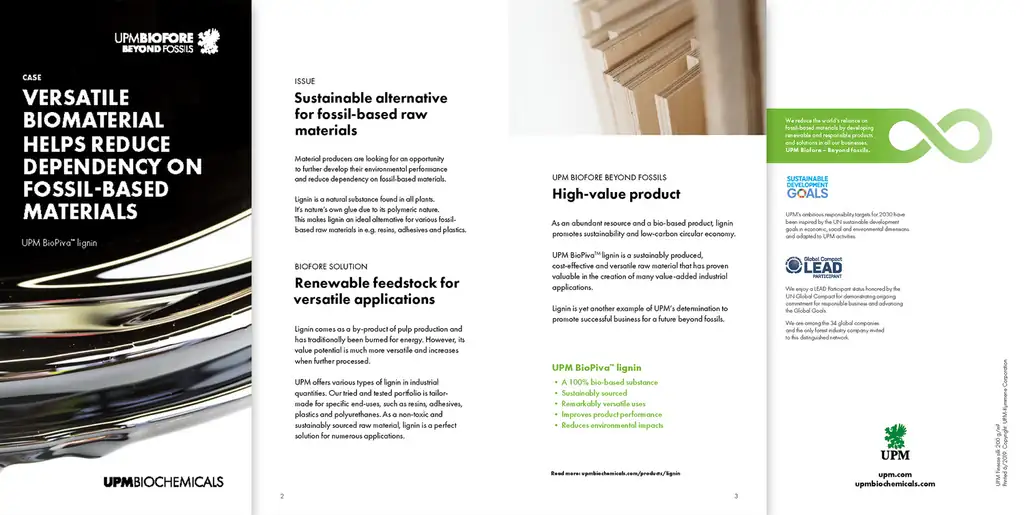 UPMBIOFORE
BEYOND FOSSILS
CASE
VERSATILE
BIOMATERIAL
HELPS REDUCE
DEPENDENCY ON
FOSSIL-BASED
MATERIALS
UPM BioPiva™ lignin
UPMBIOCHEMICALS
ISSUE
Sustainable alternative
for fossil-based raw
materials
Material producers are looking for an opportunity
to further develop their environmental performance
and reduce dependency on fossil-based materials.
Lignin is a natural substance found in all plants.
It's nature's own glue due to its polymeric nature.
This makes lignin an ideal alternative for various fossil-
based raw materials in e.g. resins, adhesives and plastics.
BIOFORE SOLUTION
Renewable feedstock for
versatile applications
Lignin comes as a by-product of pulp production and
has traditionally been burned for energy. However, its
value potential is much more versatile and increases
when further processed.
UPM offers various types of lignin in industrial
quantities. Our tried and tested portfolio is tailor-
made for specific end-uses, such as resins, adhesives,
plastics and polyurethanes. As a non-toxic and
sustainably sourced raw material, lignin is a perfect
solution for numerous applications.
2
UPM BIOFORE BEYOND FOSSILS
High-value product
As an abundant resource and a bio-based product, lignin
promotes sustainability and low-carbon circular economy.
UPM BioPiva™ lignin is a sustainably produced,
cost-effective and versatile raw material that has proven
valuable in the creation of many value-added industrial
applications.
Lignin is yet another example of UPM's determination to
promote successful business for a future beyond fossils.
UPM BioPiva™ lignin
• A 100% bio-based substance
• Sustainably sourced
• Remarkably versatile uses
• Improves product performance
• Reduces environmental impacts
Read more: upmbiochemicals.com/products/lignin
3
We reduce the world's reliance on
fossil-based materials by developing
renewable and responsible products
and solutions in all our businesses.
UPM Biofore – Beyond fossils.
SUSTAINABLE
DEVELOPMENT
GOALS
UPM's ambitious responsibility targets for 2030 have
been inspired by the UN sustainable development
goals in economic, social and environmental dimensions
and adapted to UPM activities.
Global Compact
LEAD
PARTICIPANT
We enjoy a LEAD Participant status honored by the
UN Global Compact for demonstrating ongoing
commitment for responsible business and advancing
the Global Goals.
We are among the 34 global companies
and the only forest industry company invited
to this distinguished network.
UPM
upm.com
upmbiochemicals.com
UPM Finesse silk 200 g/m²
Printed 6/2019. Copyright: UPM-Kymmene Corporation